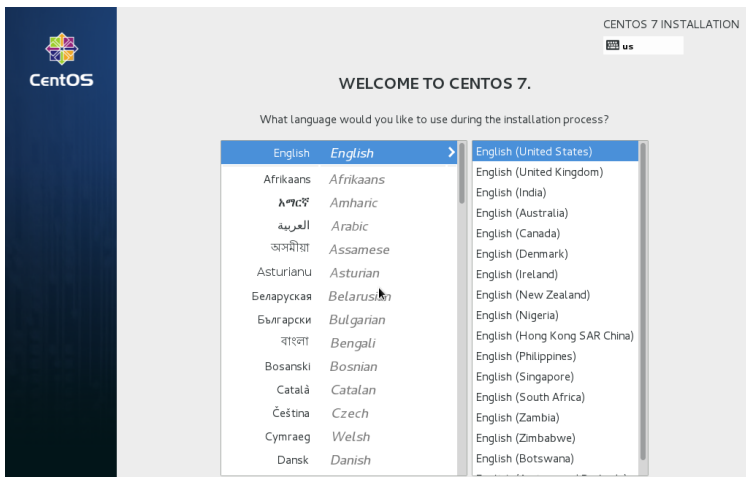 CENTOS 7 INSTALLATION
us
CentOS
WELCOME TO CENTOS 7.
What language would you like to use during the installation process?
English English
Afrikaans Afrikaans
አማርኛ Amharic
العربية Arabic
অসমীয়া Assamese
Asturianu Asturian
Беларуская Belarusian
Български Bulgarian
বাংলা Bengali
Bosanski Bosnian
Català Catalan
Čeština Czech
Cymraeg Welsh
Dansk Danish
English (United States)
English (United Kingdom)
English (India)
English (Australia)
English (Canada)
English (Denmark)
English (Ireland)
English (New Zealand)
English (Nigeria)
English (Hong Kong SAR China)
English (Philippines)
English (Singapore)
English (South Africa)
English (Zambia)
English (Zimbabwe)
English (Botswana)